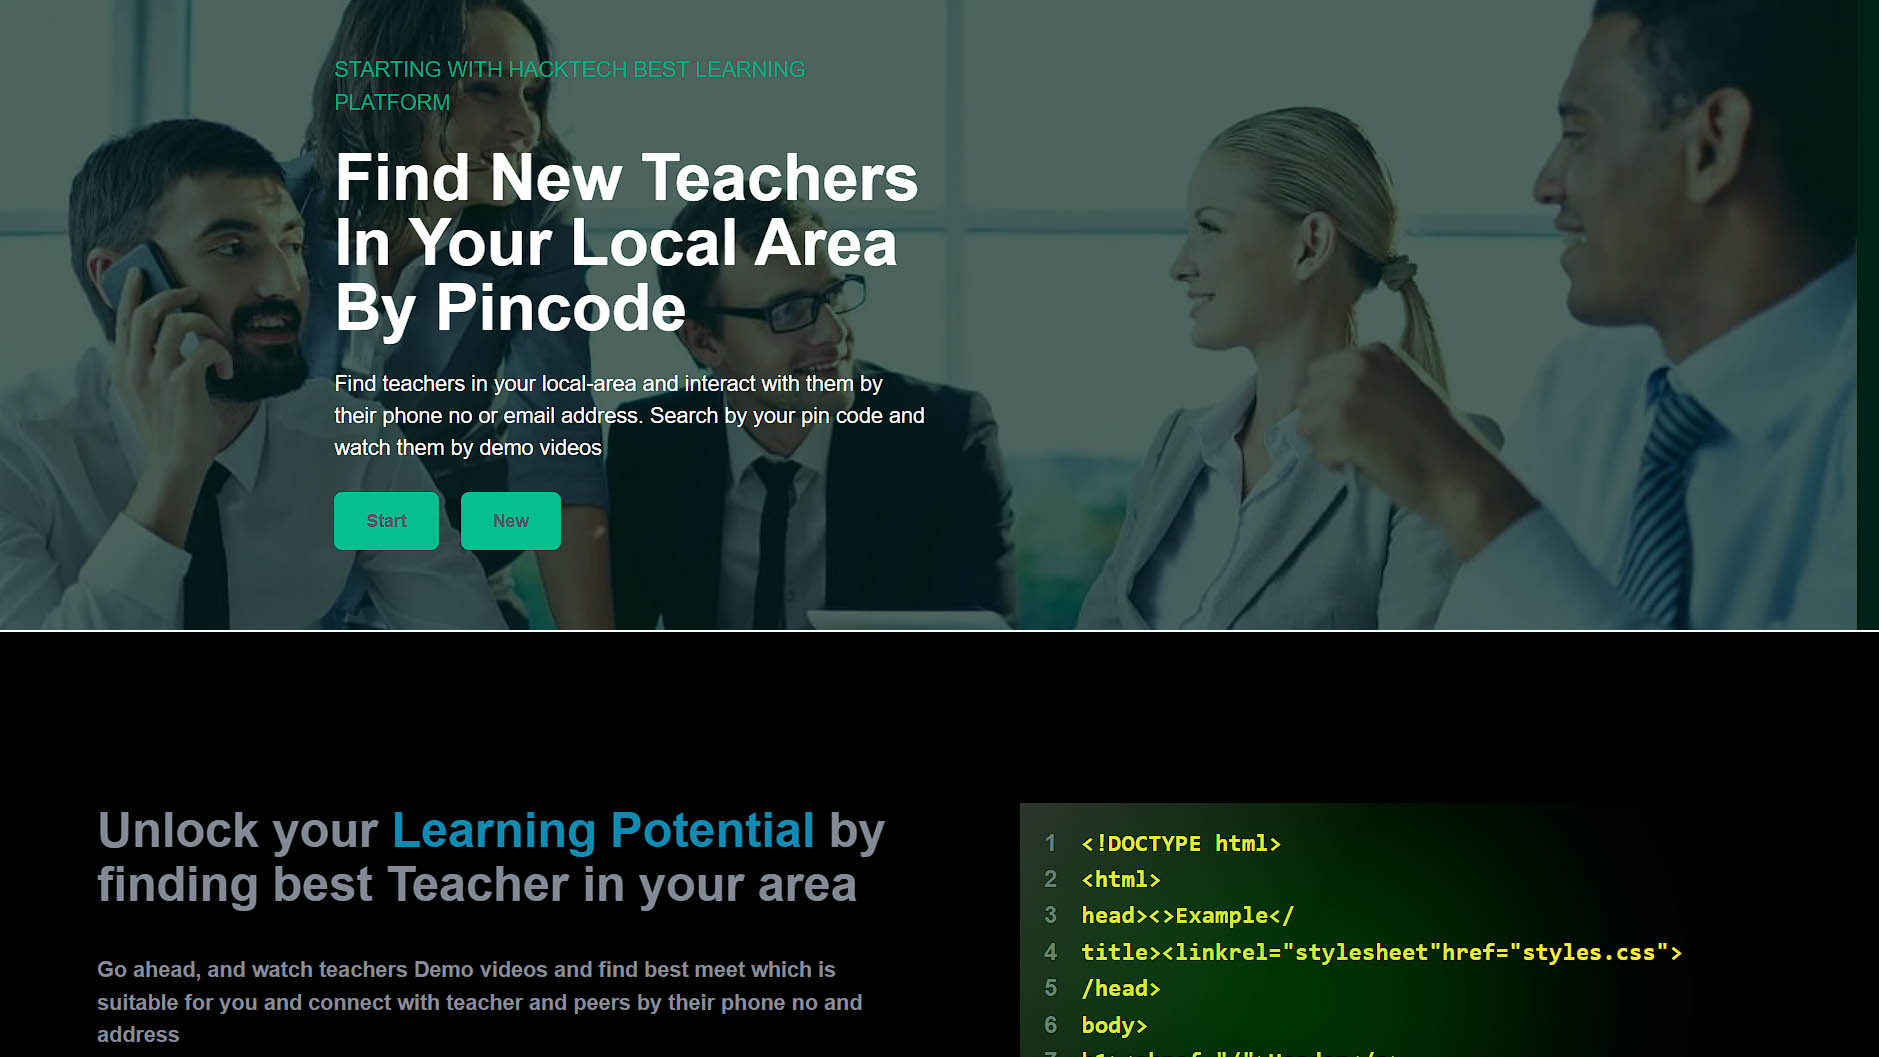 STARTING WITH HACKTECH BEST LEARNING
PLATFORM
Find New Teachers
In Your Local Area
By Pincode
Find teachers in your local-area and interact with them by
their phone no or email address. Search by your pin code and
watch them by demo videos
Start New
Unlock your Learning Potential by
finding best Teacher in your area
Go ahead, and watch teachers Demo videos and find best meet which is
suitable for you and connect with teacher and peers by their phone no and
address
1 <!DOCTYPE html>
2 <html>
3 head><>Example</
4 title><linkrel="stylesheet"href="styles.css">
5 /head>
6 body>